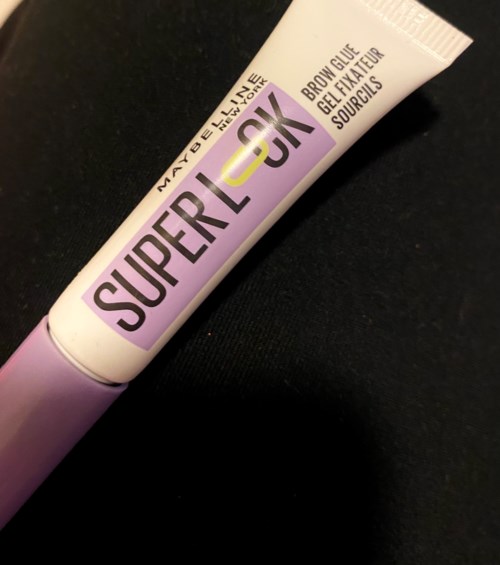 MAYBELLINE
NEW YORK
SUPER LOCK
BROW GLUE
GEL FIXATEUR
SOURCILS